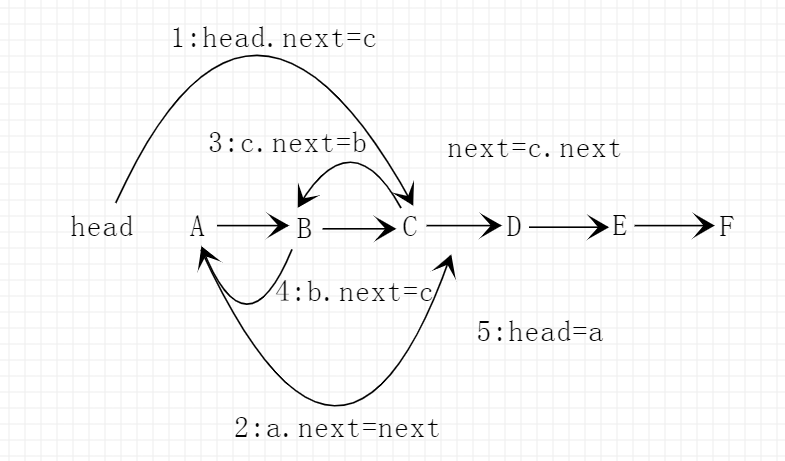 1:head.next=c
3:c.next=b
next=c.next
head A B C D E F
4:b.next=c
5:head=a
2:a.next=next